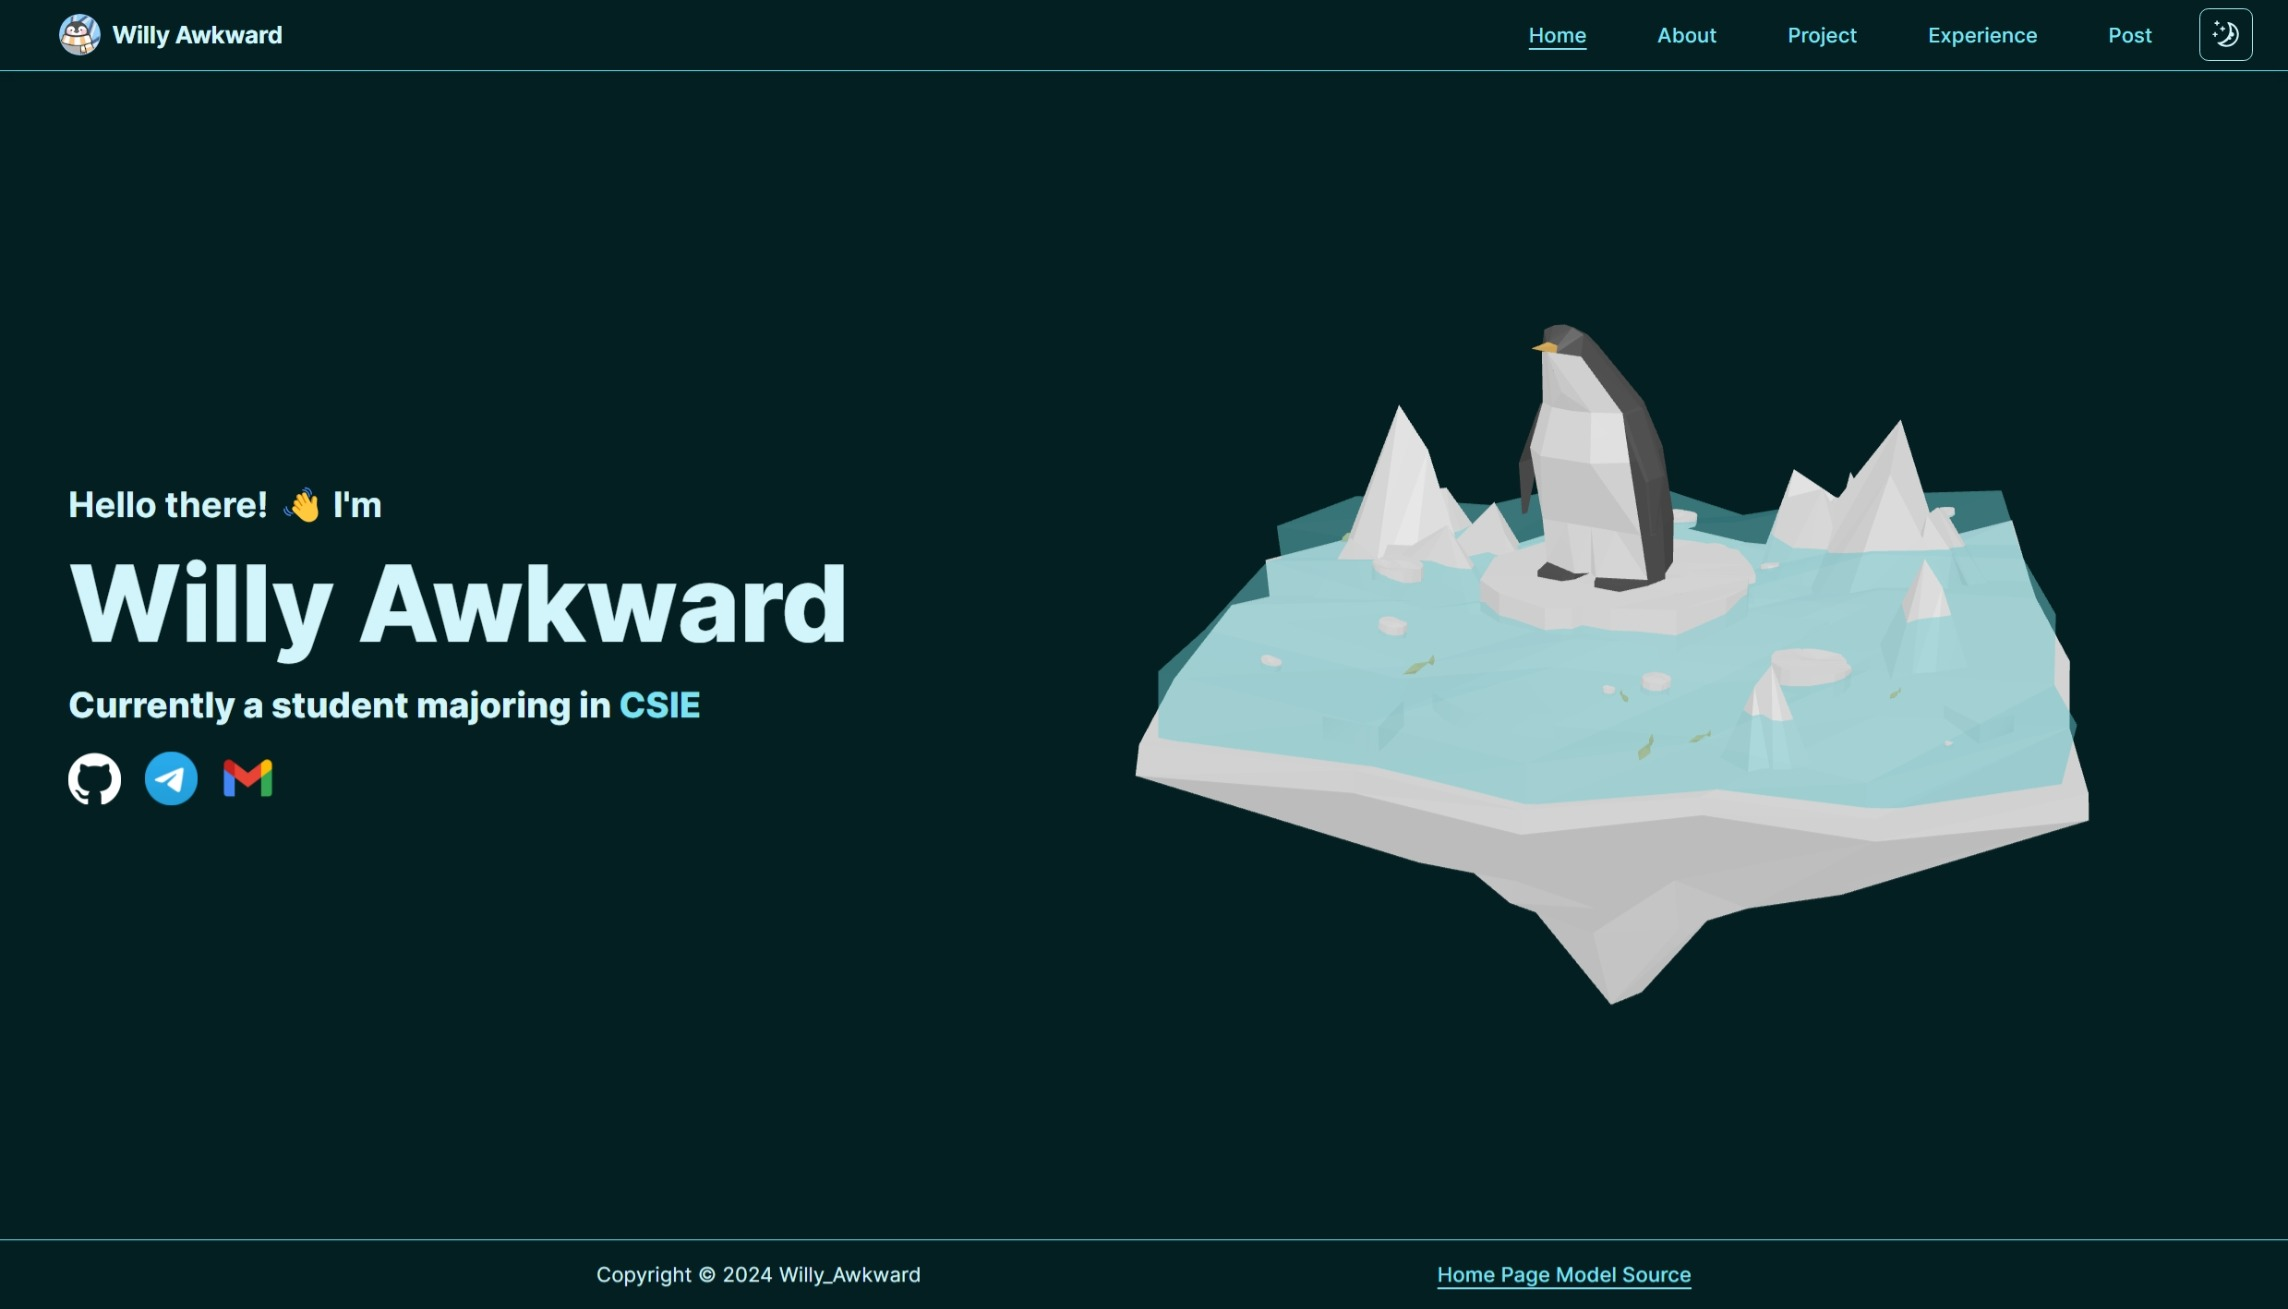 Willy Awkward
Home About Project Experience Post
Hello there! 👋 I'm
Willy Awkward
Currently a student majoring in CSIE
Copyright © 2024 Willy_Awkward
Home Page Model Source